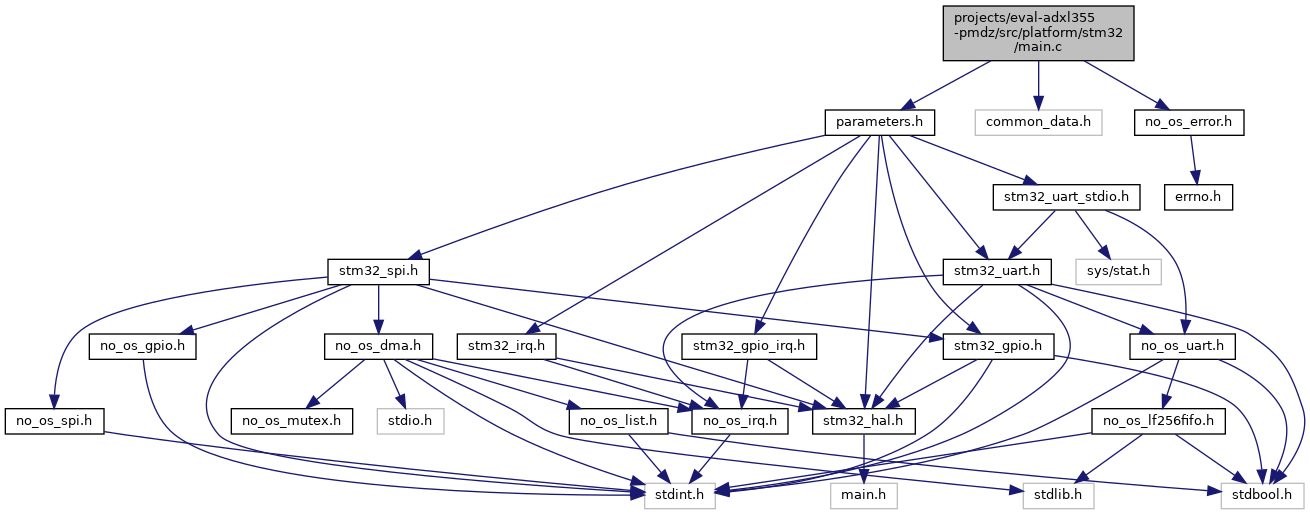 projects/eval-adxl355
-pmdz/src/platform/stm32
/main.c
parameters.h
common_data.h
no_os_error.h
stm32_uart_stdio.h
errno.h
stm32_spi.h
stm32_uart.h
sys/stat.h
no_os_gpio.h
no_os_dma.h
stm32_irq.h
stm32_gpio_irq.h
stm32_gpio.h
no_os_uart.h
no_os_spi.h
no_os_mutex.h
stdio.h
no_os_list.h
no_os_irq.h
stm32_hal.h
no_os_lf256fifo.h
stdint.h
main.h
stdlib.h
stdbool.h